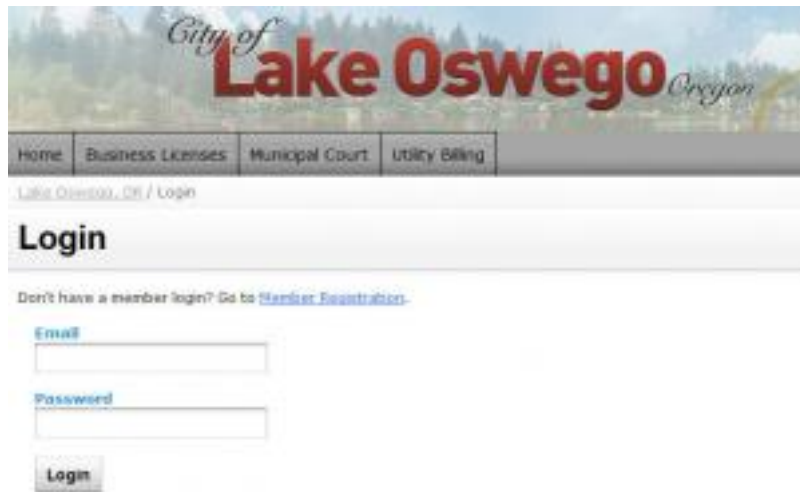 City of
Lake Oswego Oregon
Home Business Licenses Municipal Court Utility Billing
Lake Oswego, OR / Login
Login
Don't have a member login? Go to Member Registration.
Email
Password
Login